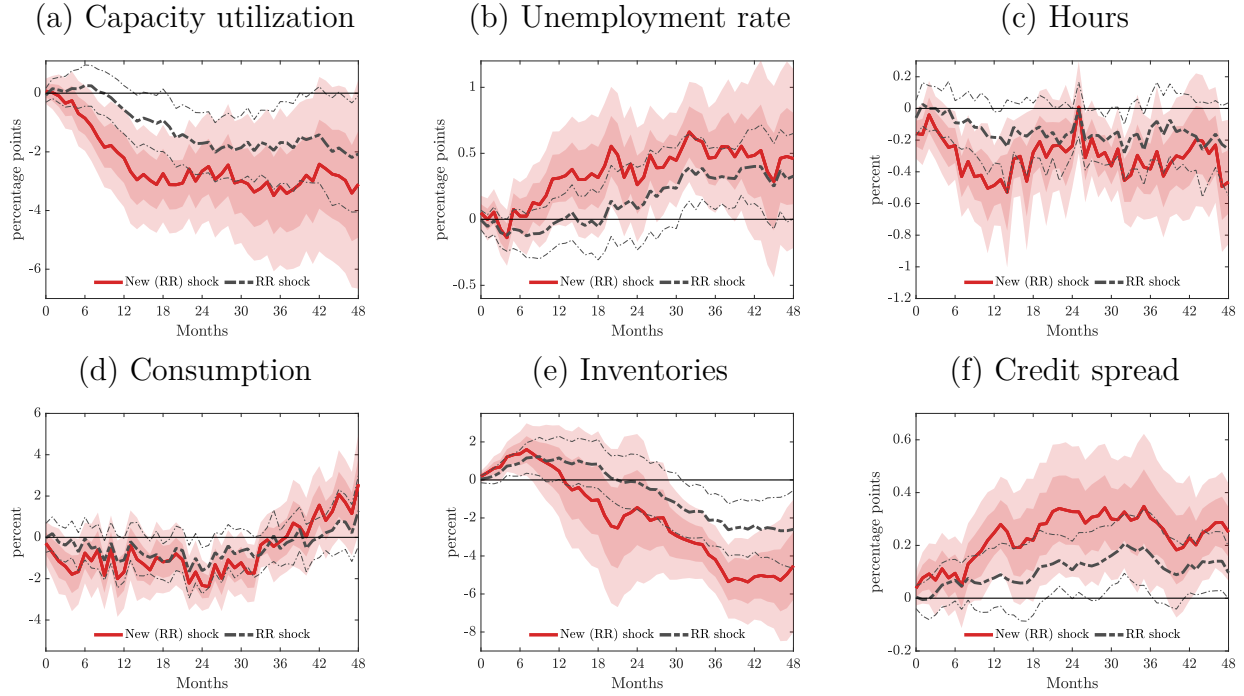 (a) Capacity utilization
percentage points
0
-2
-4
-6
New (RR) shock
RR shock
0 6 12 18 24 30 36 42 48
Months
(b) Unemployment rate
1
0.5
0
-0.5
New (RR) shock
RR shock
0 6 12 18 24 30 36 42 48
Months
(c) Hours
percent
0.2
0
-0.2
-0.4
-0.6
-0.8
-1
-1.2
New (RR) shock
RR shock
0 6 12 18 24 30 36 42 48
Months
(d) Consumption
percent
6
4
2
0
-2
-4
New (RR) shock
RR shock
0 6 12 18 24 30 36 42 48
Months
(e) Inventories
percent
2
0
-2
-4
-6
-8
New (RR) shock
RR shock
0 6 12 18 24 30 36 42 48
Months
(f) Credit spread
percentage points
0.6
0.4
0.2
0
-0.2
New (RR) shock
RR shock
0 6 12 18 24 30 36 42 48
Months